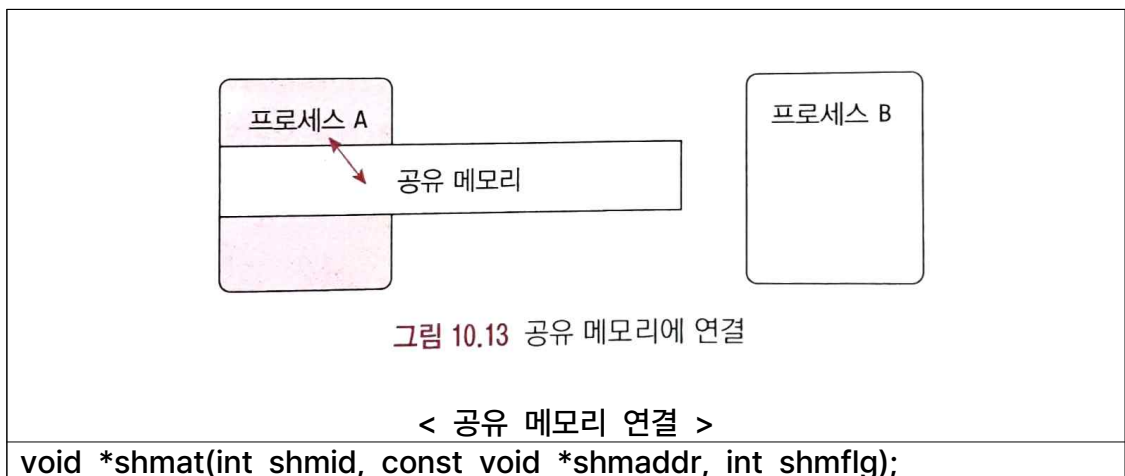 프로세스 A
프로세스 B
공유 메모리
그림 10.13 공유 메모리에 연결
< 공유 메모리 연결 >
void *shmat(int shmid, const void *shmaddr, int shmflg);